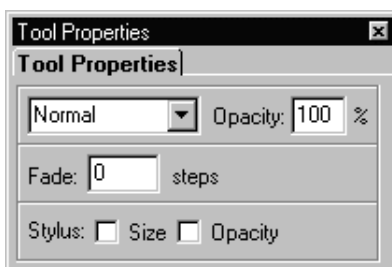 Tool Properties
Tool Properties
Normal Opacity: 100 %
Fade: 0 steps
Stylus: Size Opacity